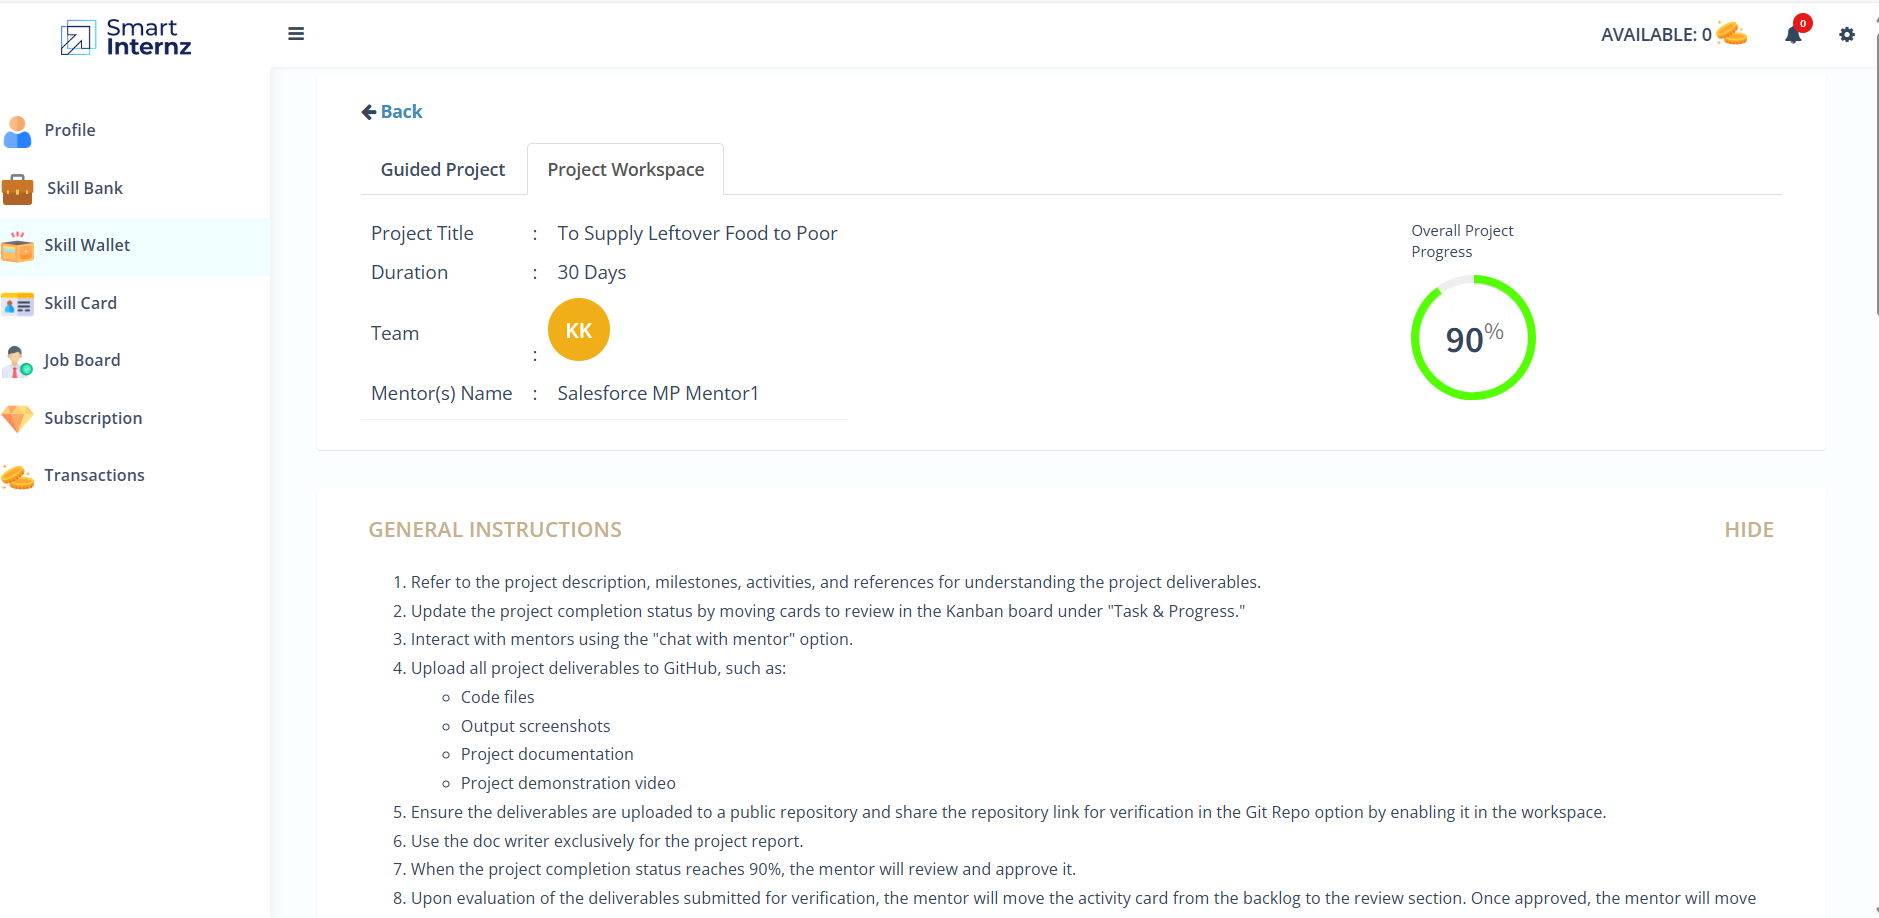 Smart
Internz
AVAILABLE: 0
0
Profile
Skill Bank
Skill Wallet
Skill Card
Job Board
Subscription
Transactions
Back
Guided Project
Project Workspace
Project Title : To Supply Leftover Food to Poor
Duration : 30 Days
Team : KK
Mentor(s) Name : Salesforce MP Mentor1
Overall Project
Progress
90%
GENERAL INSTRUCTIONS
HIDE
1. Refer to the project description, milestones, activities, and references for understanding the project deliverables.
2. Update the project completion status by moving cards to review in the Kanban board under "Task & Progress."
3. Interact with mentors using the "chat with mentor" option.
4. Upload all project deliverables to GitHub, such as:
Code files
Output screenshots
Project documentation
Project demonstration video
5. Ensure the deliverables are uploaded to a public repository and share the repository link for verification in the Git Repo option by enabling it in the workspace.
6. Use the doc writer exclusively for the project report.
7. When the project completion status reaches 90%, the mentor will review and approve it.
8. Upon evaluation of the deliverables submitted for verification, the mentor will move the activity card from the backlog to the review section. Once approved, the mentor will move